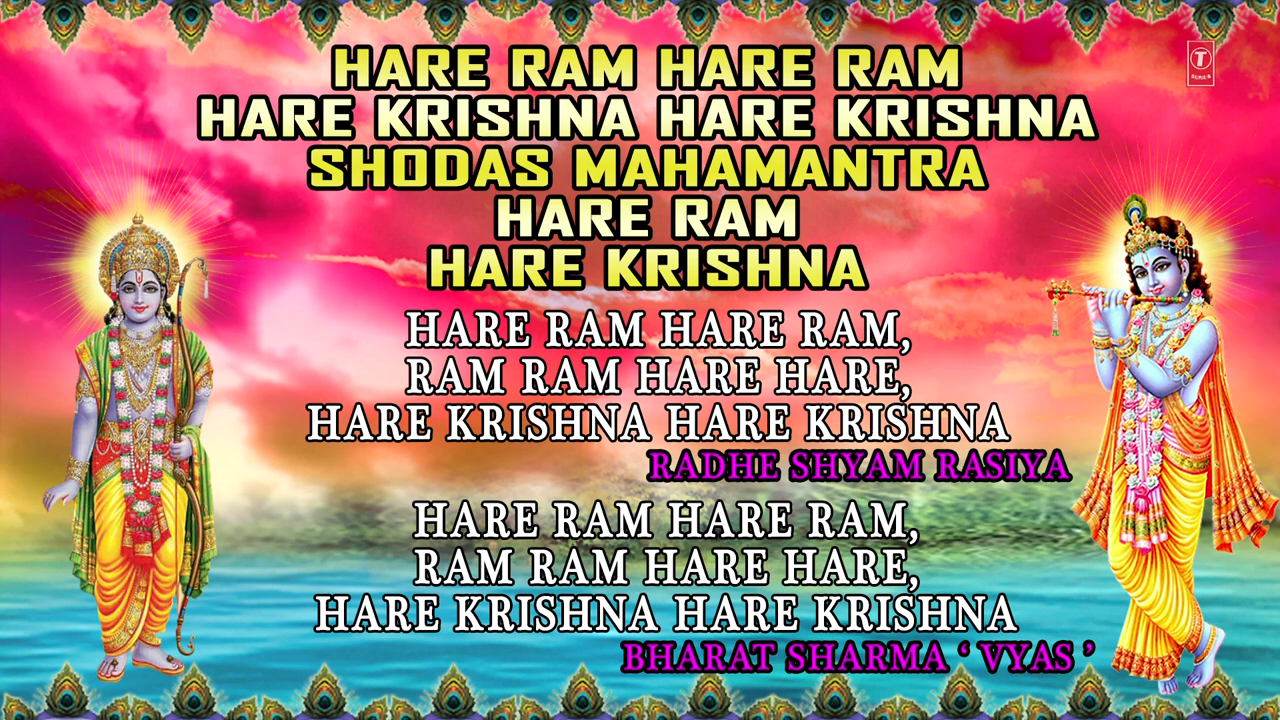 HARE RAM HARE RAM
HARE KRISHNA HARE KRISHNA
SHODAS MAHAMANTRA
HARE RAM
HARE KRISHNA
HARE RAM HARE RAM,
RAM RAM HARE HARE,
HARE KRISHNA HARE KRISHNA
RADHE SHYAM RASIYA
HARE RAM HARE RAM,
RAM RAM HARE HARE,
HARE KRISHNA HARE KRISHNA
BHARAT SHARMA ‘ VYAS ’
T
SERIES